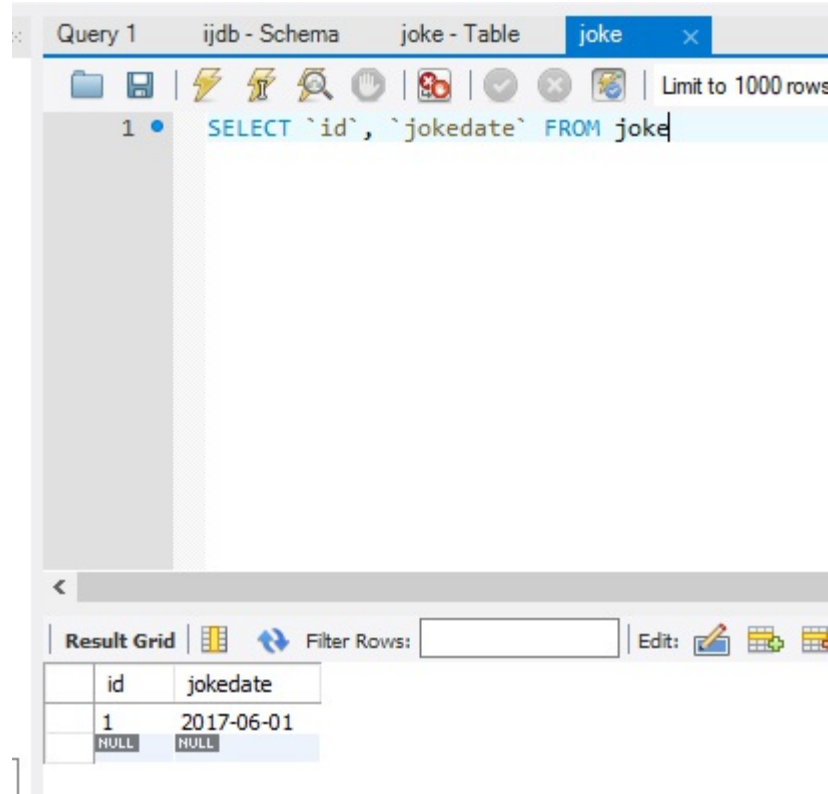 Query 1 ijdb - Schema joke - Table joke
Limit to 1000 rows
1 SELECT `id`, `jokedate` FROM joke
Result Grid Filter Rows: Edit:
id jokedate
1 2017-06-01
NULL NULL